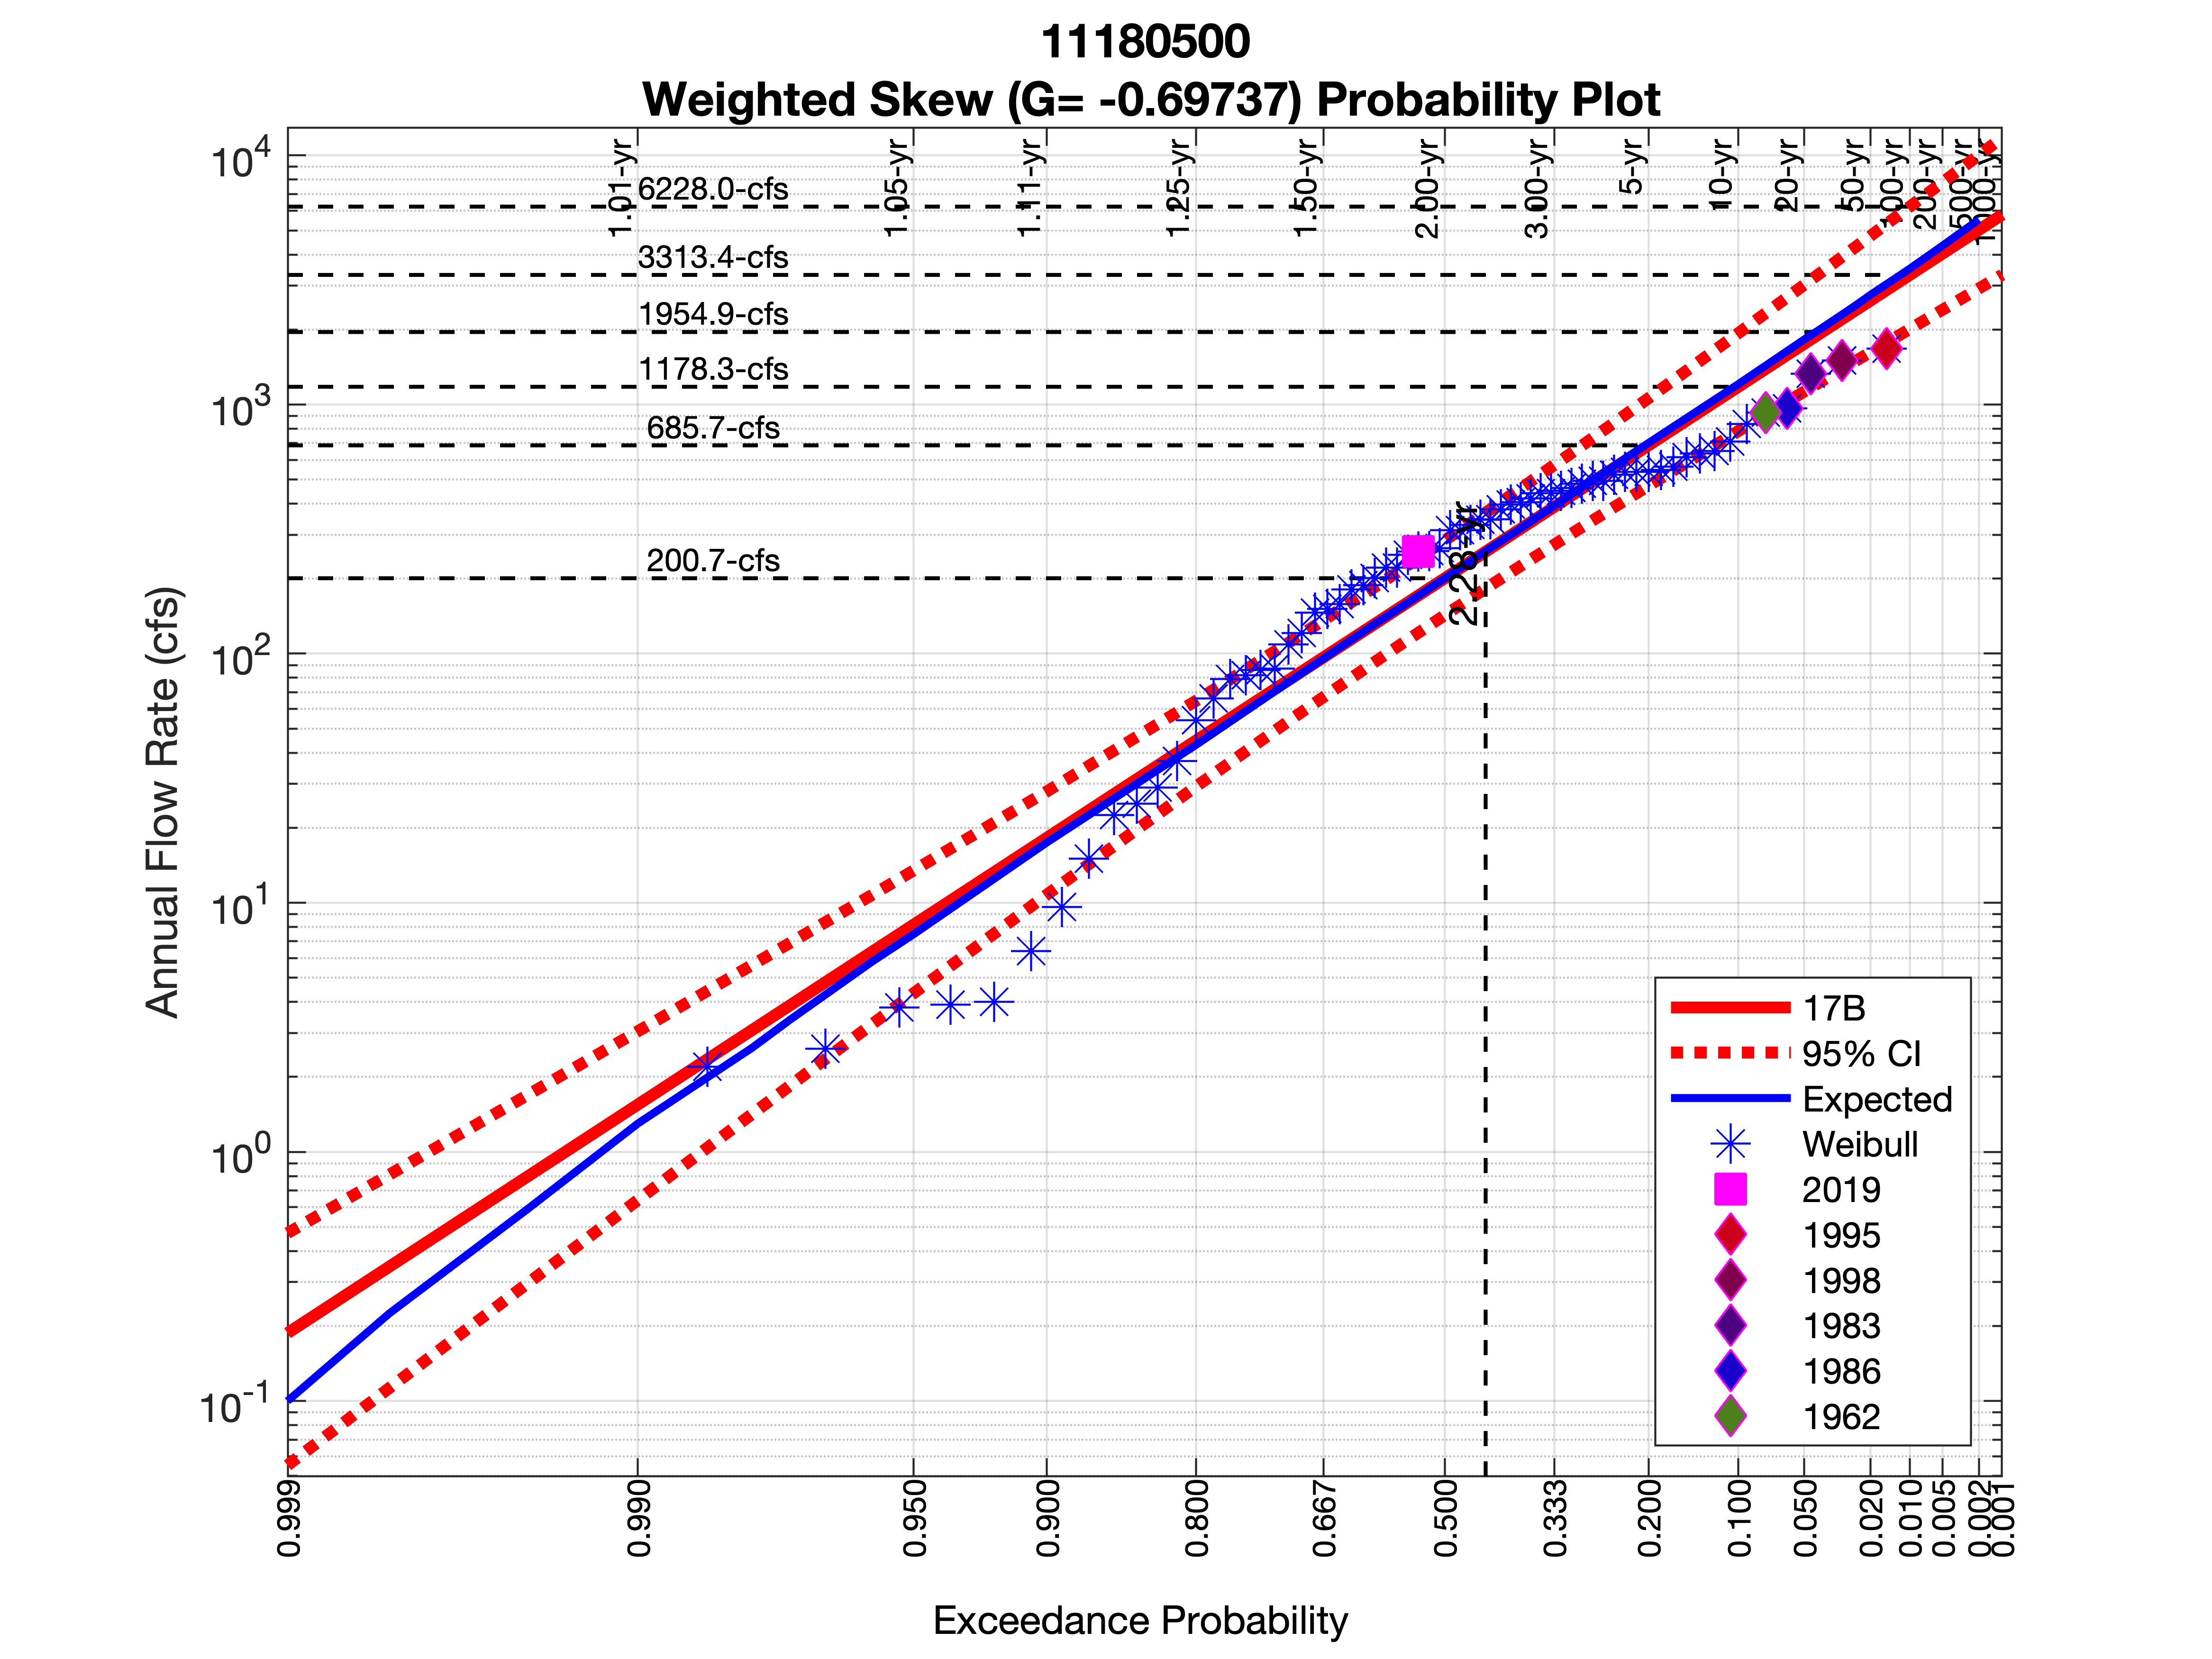 11180500
Weighted Skew (G= -0.69737) Probability Plot
Annual Flow Rate (cfs)
10^4
10^3
10^2
10^1
10^0
10^-1
6228.0-cfs
3313.4-cfs
1954.9-cfs
1178.3-cfs
685.7-cfs
200.7-cfs
1.01-yr
1.05-yr
1.11-yr
1.25-yr
1.50-yr
2.00-yr
3.00-yr
5-yr
10-yr
20-yr
50-yr
100-yr
200-yr
500-yr
1000-yr
2.28-yr
17B
95% CI
Expected
Weibull
2019
1995
1998
1983
1986
1962
0.999
0.990
0.950
0.900
0.800
0.667
0.500
0.333
0.200
0.100
0.050
0.020
0.010
0.005
0.002
0.001
Exceedance Probability